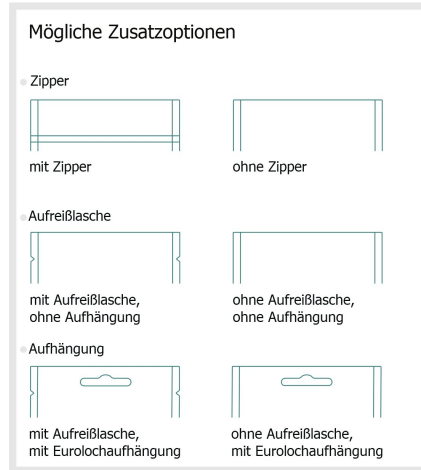 Mögliche Zusatzoptionen
Zipper
mit Zipper
ohne Zipper
Aufreißlasche
mit Aufreißlasche,
ohne Aufhängung
ohne Aufreißlasche,
ohne Aufhängung
Aufhängung
mit Aufreißlasche,
mit Eurolochaufhängung
ohne Aufreißlasche,
mit Eurolochaufhängung